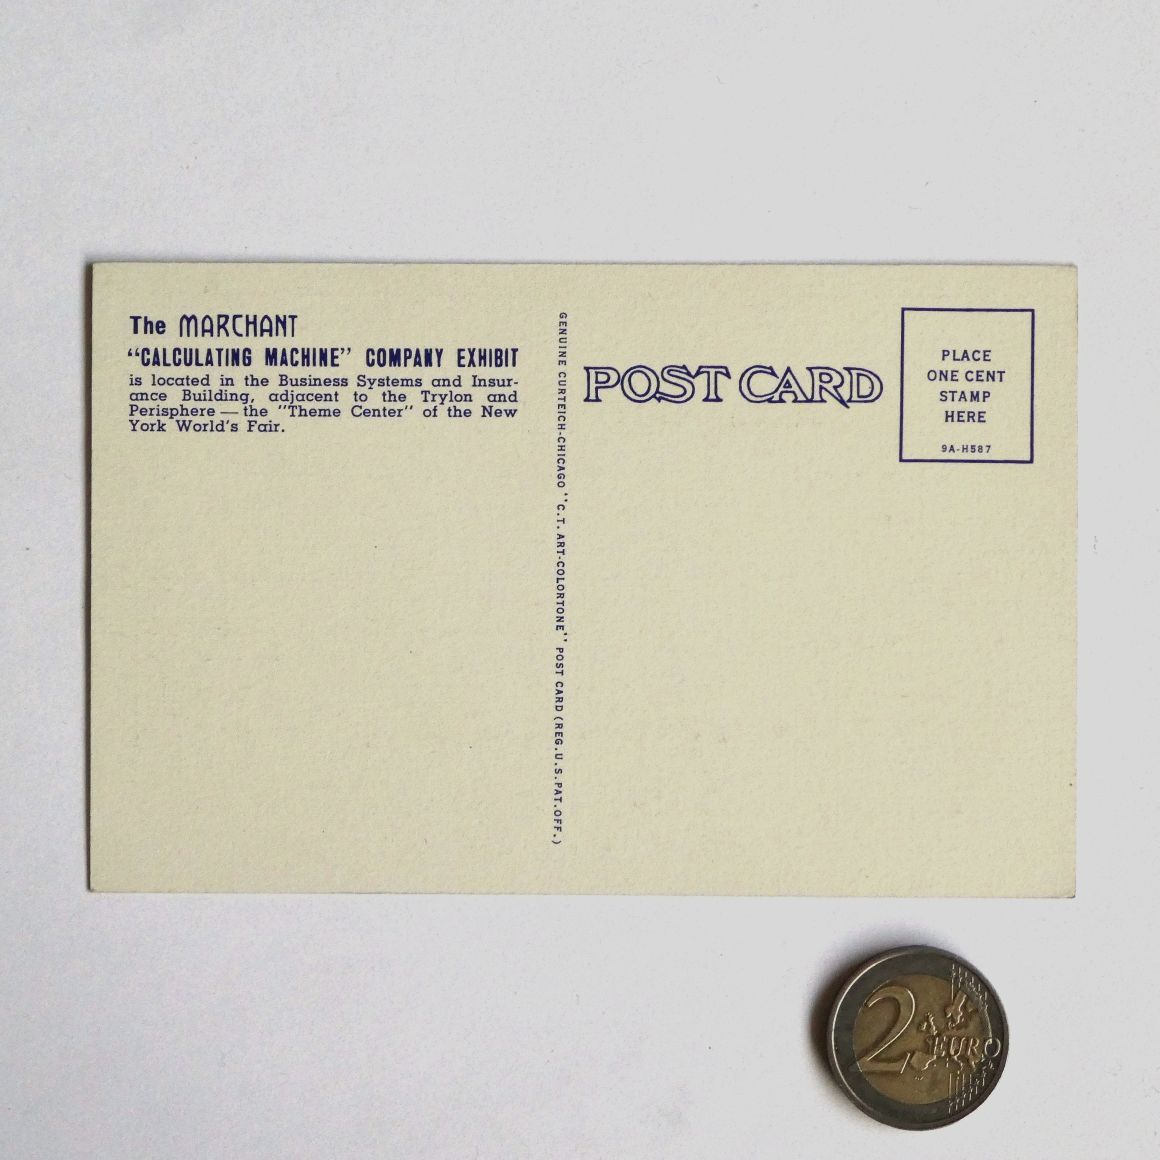 The MARCHANT
"CALCULATING MACHINE" COMPANY EXHIBIT
is located in the Business Systems and Insur-
ance Building, adjacent to the Trylon and
Perisphere — the "Theme Center" of the New
York World's Fair.
GENUINE CURTEICH-CHICAGO "C.T. ART-COLORTONE" POST CARD (REG. U.S. PAT. OFF.)
POST CARD
PLACE
ONE CENT
STAMP
HERE
9A-H587
2
EURO